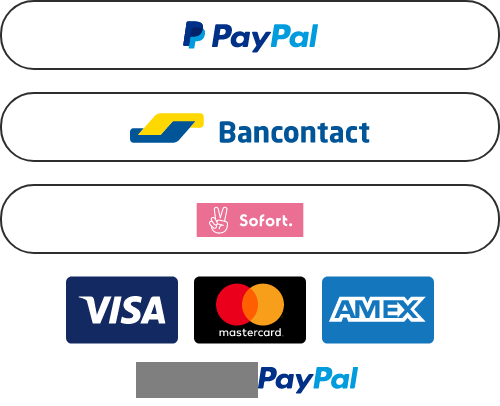 PayPal
Bancontact
Sofort.
VISA mastercard. AMEX
PayPal